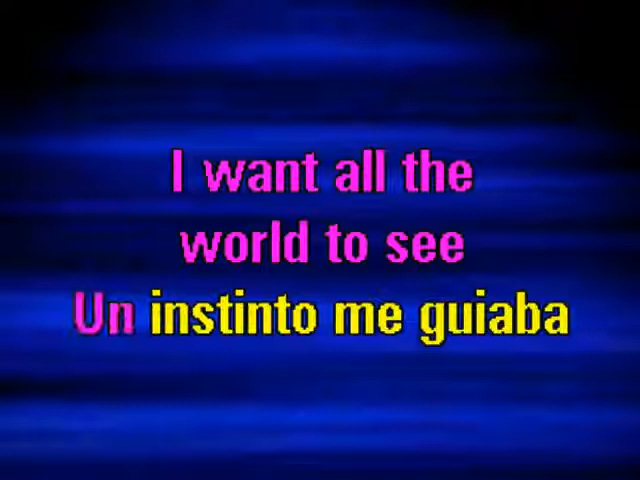 I want all the
world to see
Un instinto me guiaba